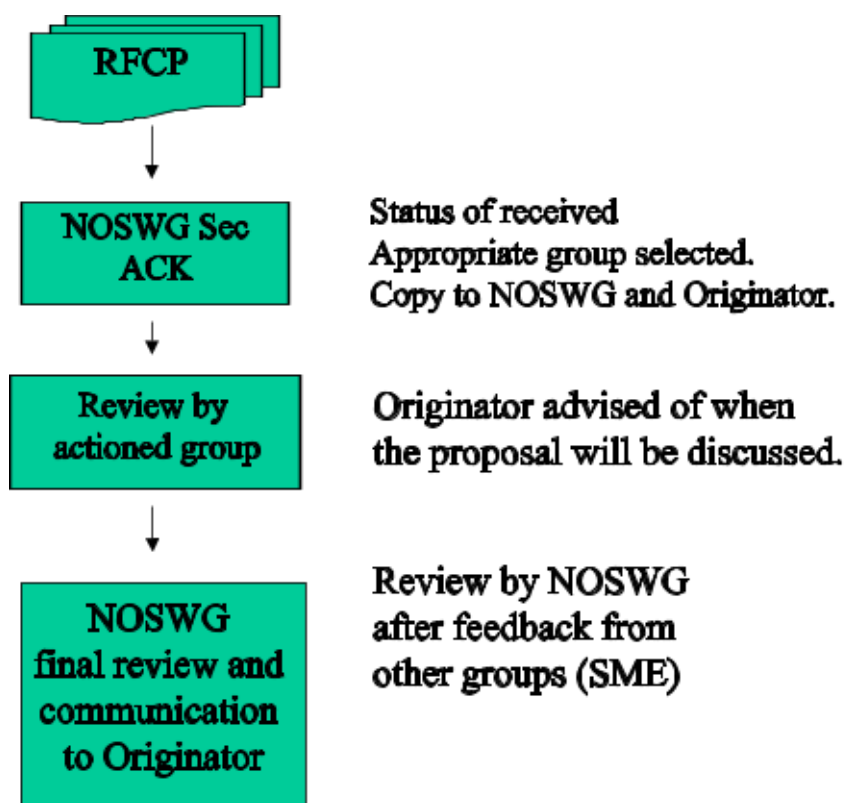 RFCP
NOSWG Sec
ACK
Status of received
Appropriate group selected.
Copy to NOSWG and Originator.
Review by
actioned group
Originator advised of when
the proposal will be discussed.
NOSWG
final review and
communication
to Originator
Review by NOSWG
after feedback from
other groups (SME)